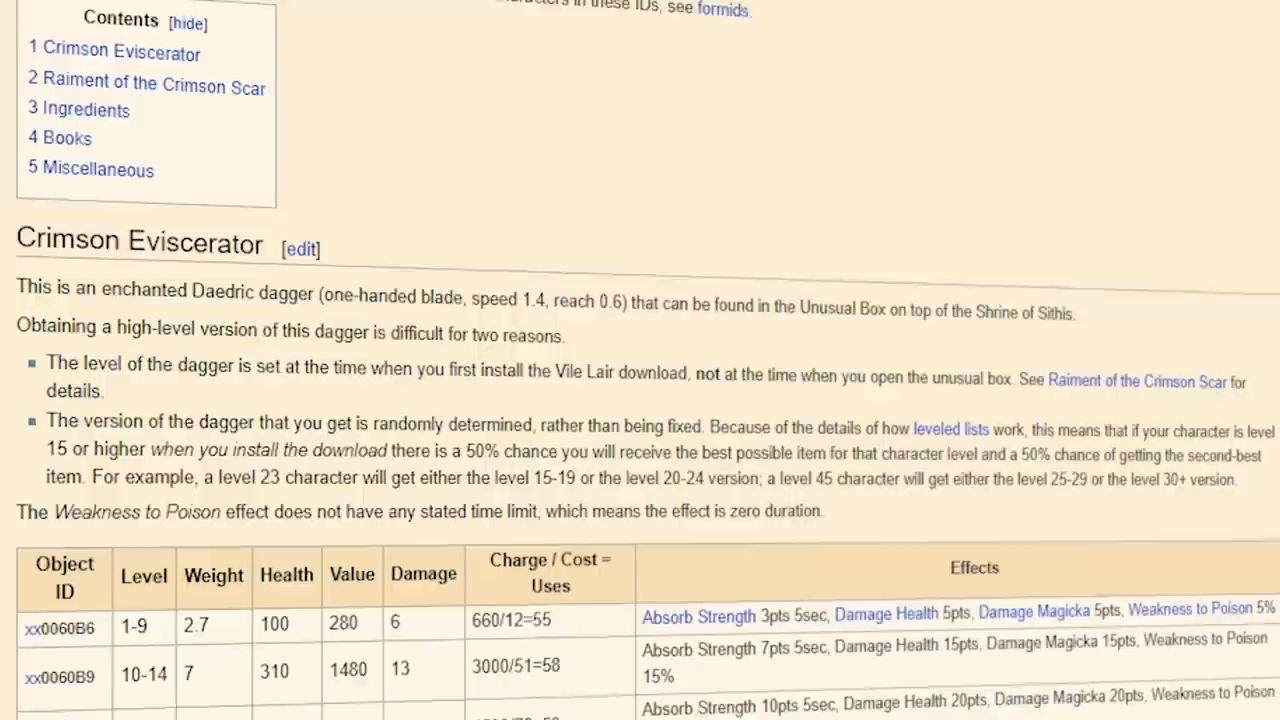 in these IDs, see formids.
Contents [hide]
1 Crimson Eviscerator
2 Raiment of the Crimson Scar
3 Ingredients
4 Books
5 Miscellaneous
Crimson Eviscerator [edit]
This is an enchanted Daedric dagger (one-handed blade, speed 1.4, reach 0.6) that can be found in the Unusual Box on top of the Shrine of Sithis.
Obtaining a high-level version of this dagger is difficult for two reasons.
The level of the dagger is set at the time when you first install the Vile Lair download, not at the time when you open the unusual box. See Raiment of the Crimson Scar for
details.
The version of the dagger that you get is randomly determined, rather than being fixed. Because of the details of how leveled lists work, this means that if your character is level
15 or higher when you install the download there is a 50% chance you will receive the best possible item for that character level and a 50% chance of getting the second-best
item. For example, a level 23 character will get either the level 15-19 or the level 20-24 version; a level 45 character will get either the level 25-29 or the level 30+ version.
The Weakness to Poison effect does not have any stated time limit, which means the effect is zero duration.
Object ID Level Weight Health Value Damage Charge / Cost = Uses Effects
xx0060B6 1-9 2.7 100 280 6 660/12=55 Absorb Strength 3pts 5sec, Damage Health 5pts, Damage Magicka 5pts, Weakness to Poison 5%
xx0060B9 10-14 7 310 1480 13 3000/51=58 Absorb Strength 7pts 5sec, Damage Health 15pts, Damage Magicka 15pts, Weakness to Poison
15%
Absorb Strength 10pts 5sec, Damage Health 20pts, Damage Magicka 20pts, Weakness to Poison